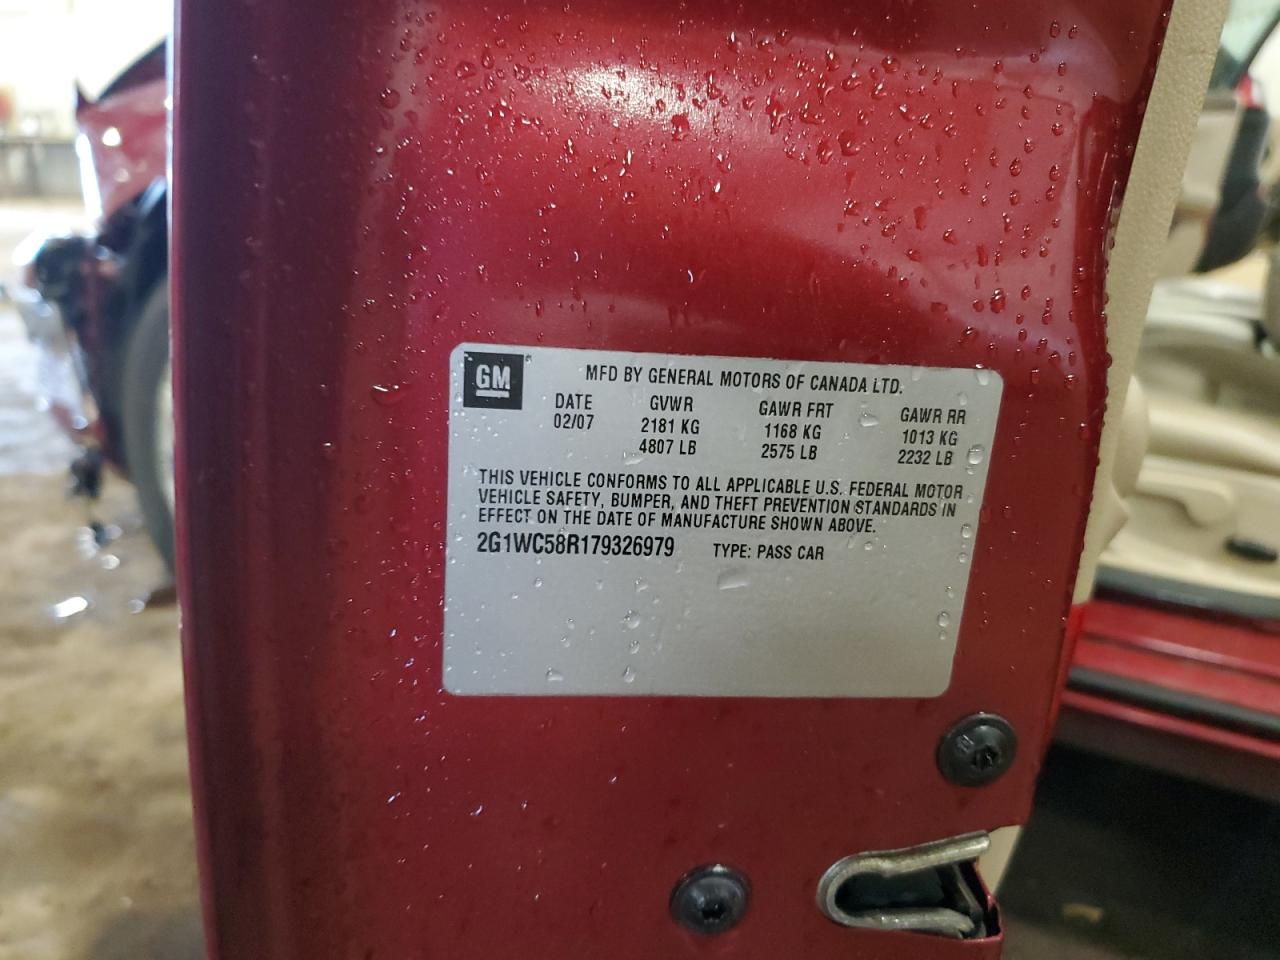 GM
MFD BY GENERAL MOTORS OF CANADA LTD.
DATE GVWR GAWR FRT GAWR RR
02/07 2181 KG 1168 KG 1013 KG
4807 LB 2575 LB 2232 LB
THIS VEHICLE CONFORMS TO ALL APPLICABLE U.S. FEDERAL MOTOR
VEHICLE SAFETY, BUMPER, AND THEFT PREVENTION STANDARDS IN
EFFECT ON THE DATE OF MANUFACTURE SHOWN ABOVE.
2G1WC58R179326979 TYPE: PASS CAR